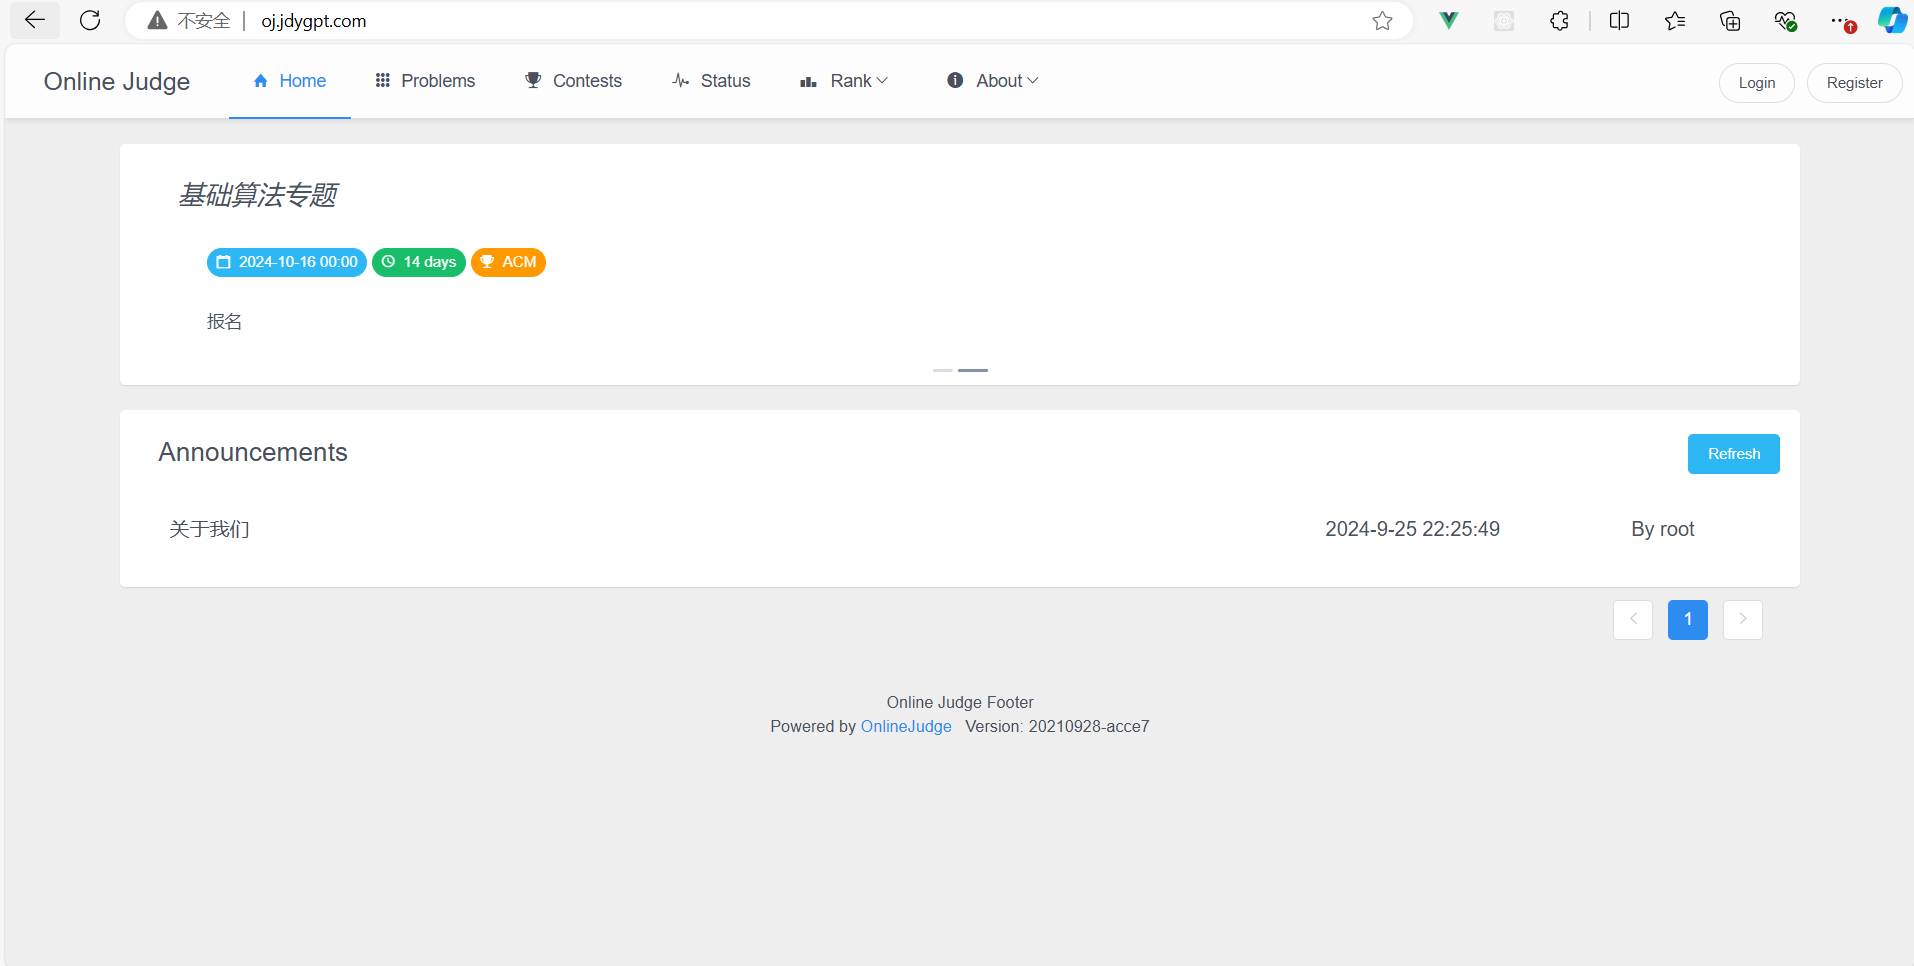 不安全 oj.jdygpt.com
Online Judge Home Problems Contests Status Rank About Login Register
基础算法专题
2024-10-16 00:00 14 days ACM
报名
Announcements Refresh
关于我们 2024-9-25 22:25:49 By root
1
Online Judge Footer
Powered by OnlineJudge Version: 20210928-acce7